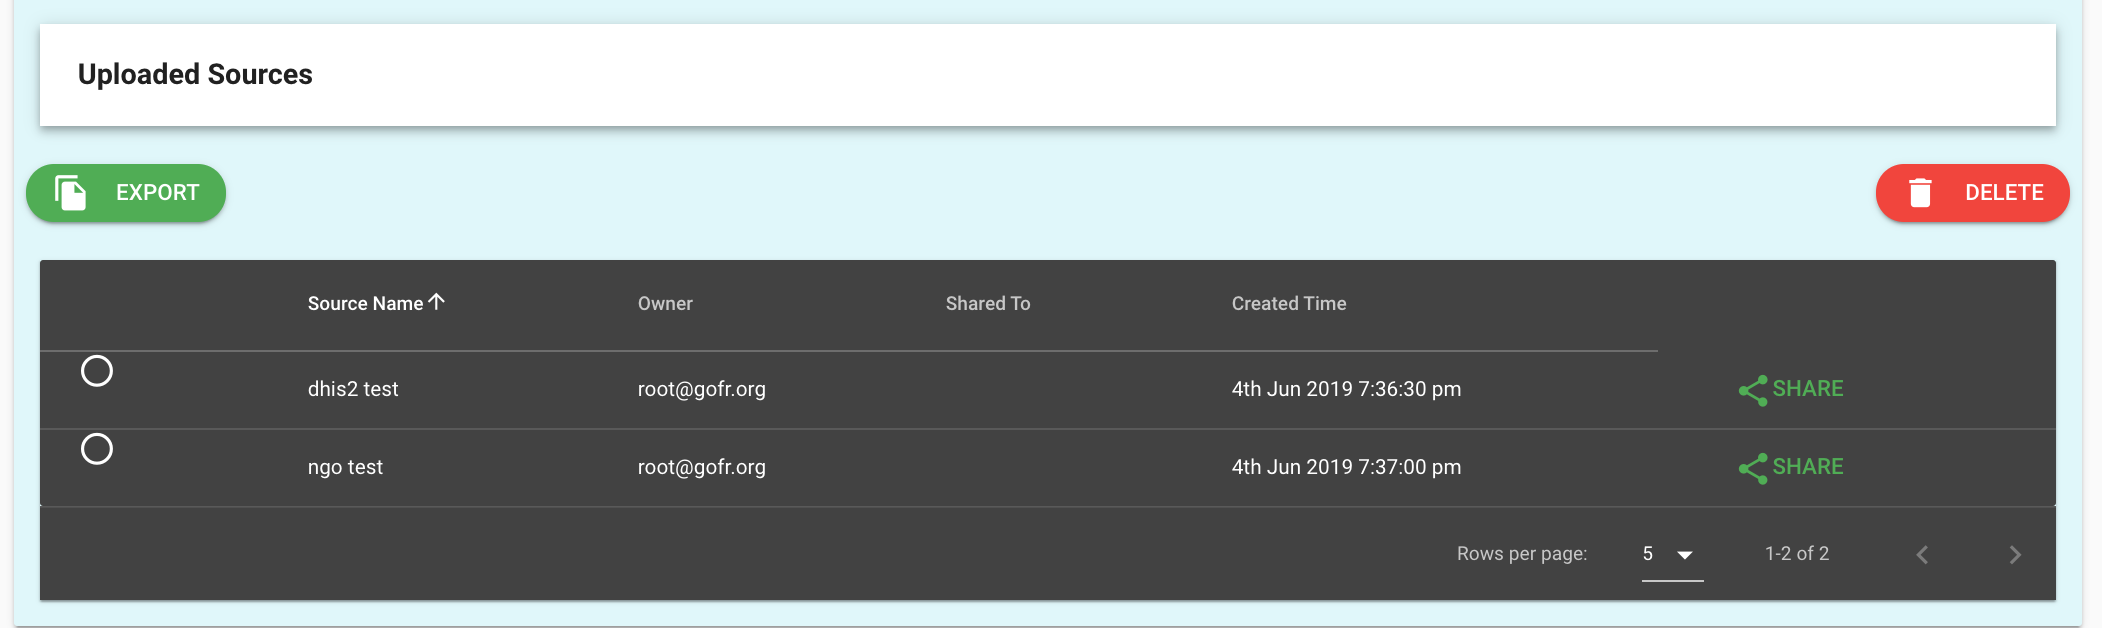 Uploaded Sources
EXPORT DELETE
Source Name Owner Shared To Created Time
dhis2 test root@gofr.org 4th Jun 2019 7:36:30 pm SHARE
ngo test root@gofr.org 4th Jun 2019 7:37:00 pm SHARE
Rows per page: 5 1-2 of 2